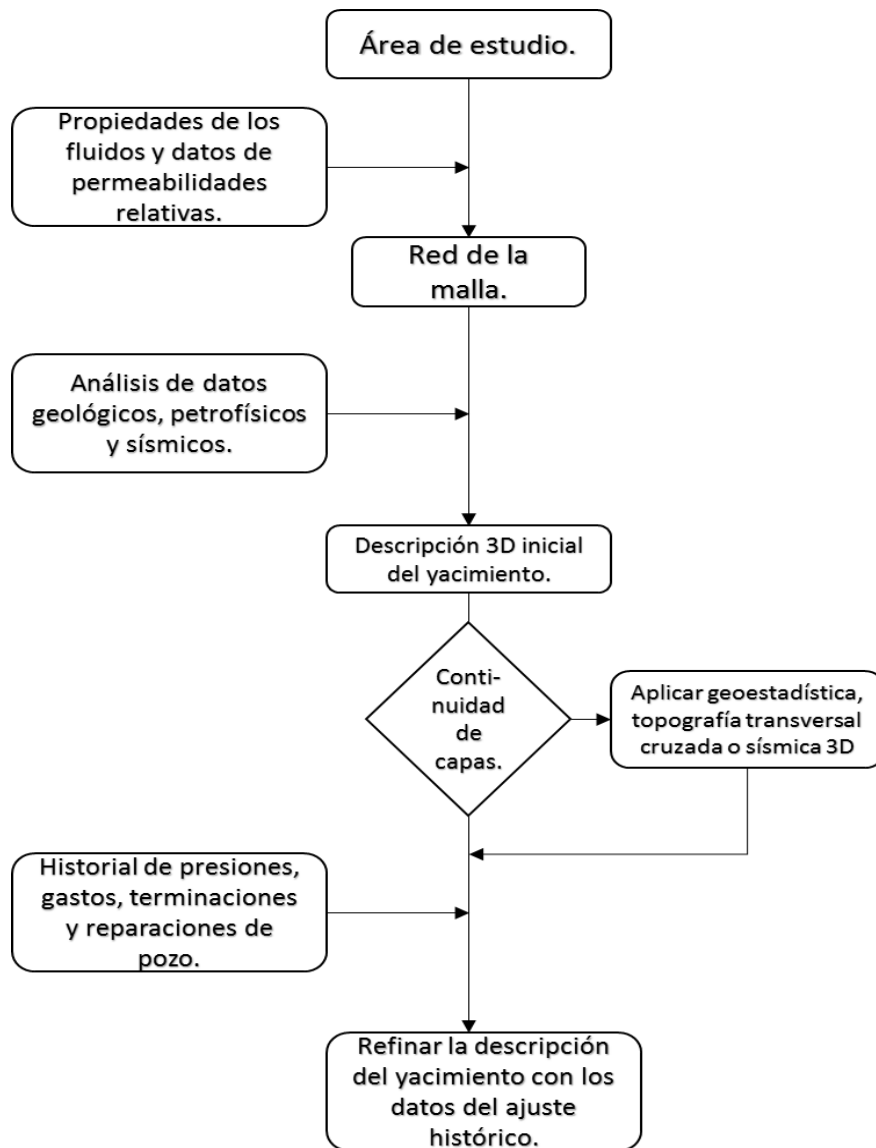 Área de estudio.
Propiedades de los
fluidos y datos de
permeabilidades
relativas.
Red de la
malla.
Análisis de datos
geológicos, petrofísicos
y sísmicos.
Descripción 3D inicial
del yacimiento.
Conti-
nuidad
de
capas.
Aplicar geoestadística,
topografía transversal
cruzada o sísmica 3D
Historial de presiones,
gastos, terminaciones
y reparaciones de
pozo.
Refinar la descripción
del yacimiento con los
datos del ajuste
histórico.